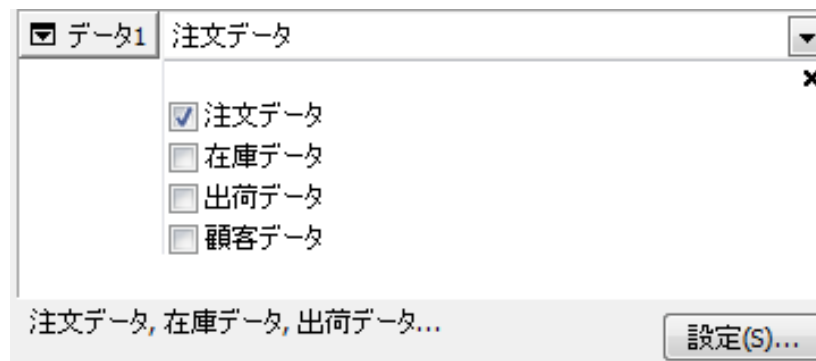 データ1 注文データ
注文データ
在庫データ
出荷データ
顧客データ
注文データ, 在庫データ, 出荷データ...
設定(S)...